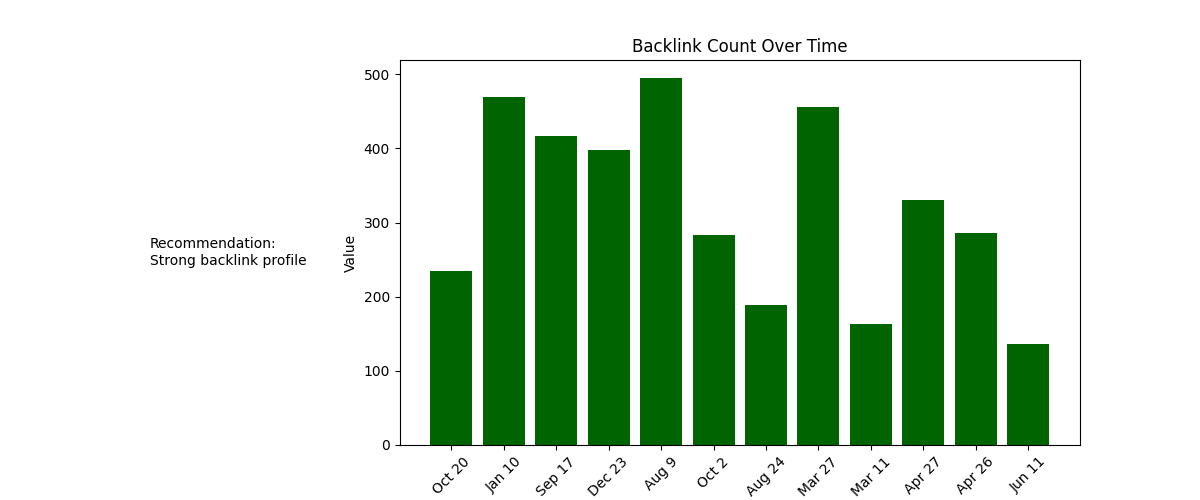 Backlink Count Over Time
Recommendation:
Strong backlink profile
Value
500
400
300
200
100
0
Oct 20
Jan 10
Sep 17
Dec 23
Aug 9
Oct 2
Aug 24
Mar 27
Mar 11
Apr 27
Apr 26
Jun 11